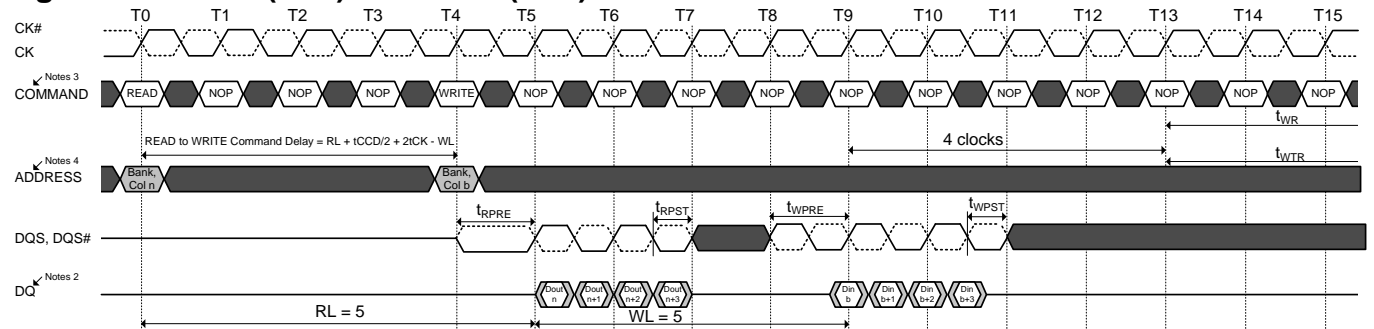 T0 T1 T2 T3 T4 T5 T6 T7 T8 T9 T10 T11 T12 T13 T14 T15
CK#
CK
Notes 3
COMMAND
READ NOP NOP NOP WRITE NOP NOP NOP NOP NOP NOP NOP NOP NOP NOP NOP
tWR
READ to WRITE Command Delay = RL + tCCD/2 + 2tCK - WL
4 clocks
tWTR
Notes 4
ADDRESS
Bank, Col n
Bank, Col b
tRPRE tRPST tWPRE tWPST
DQS, DQS#
Notes 2
DQ
Dout n Dout n+1 Dout n+2 Dout n+3 Din b Din b+1 Din b+2 Din b+3
RL = 5 WL = 5